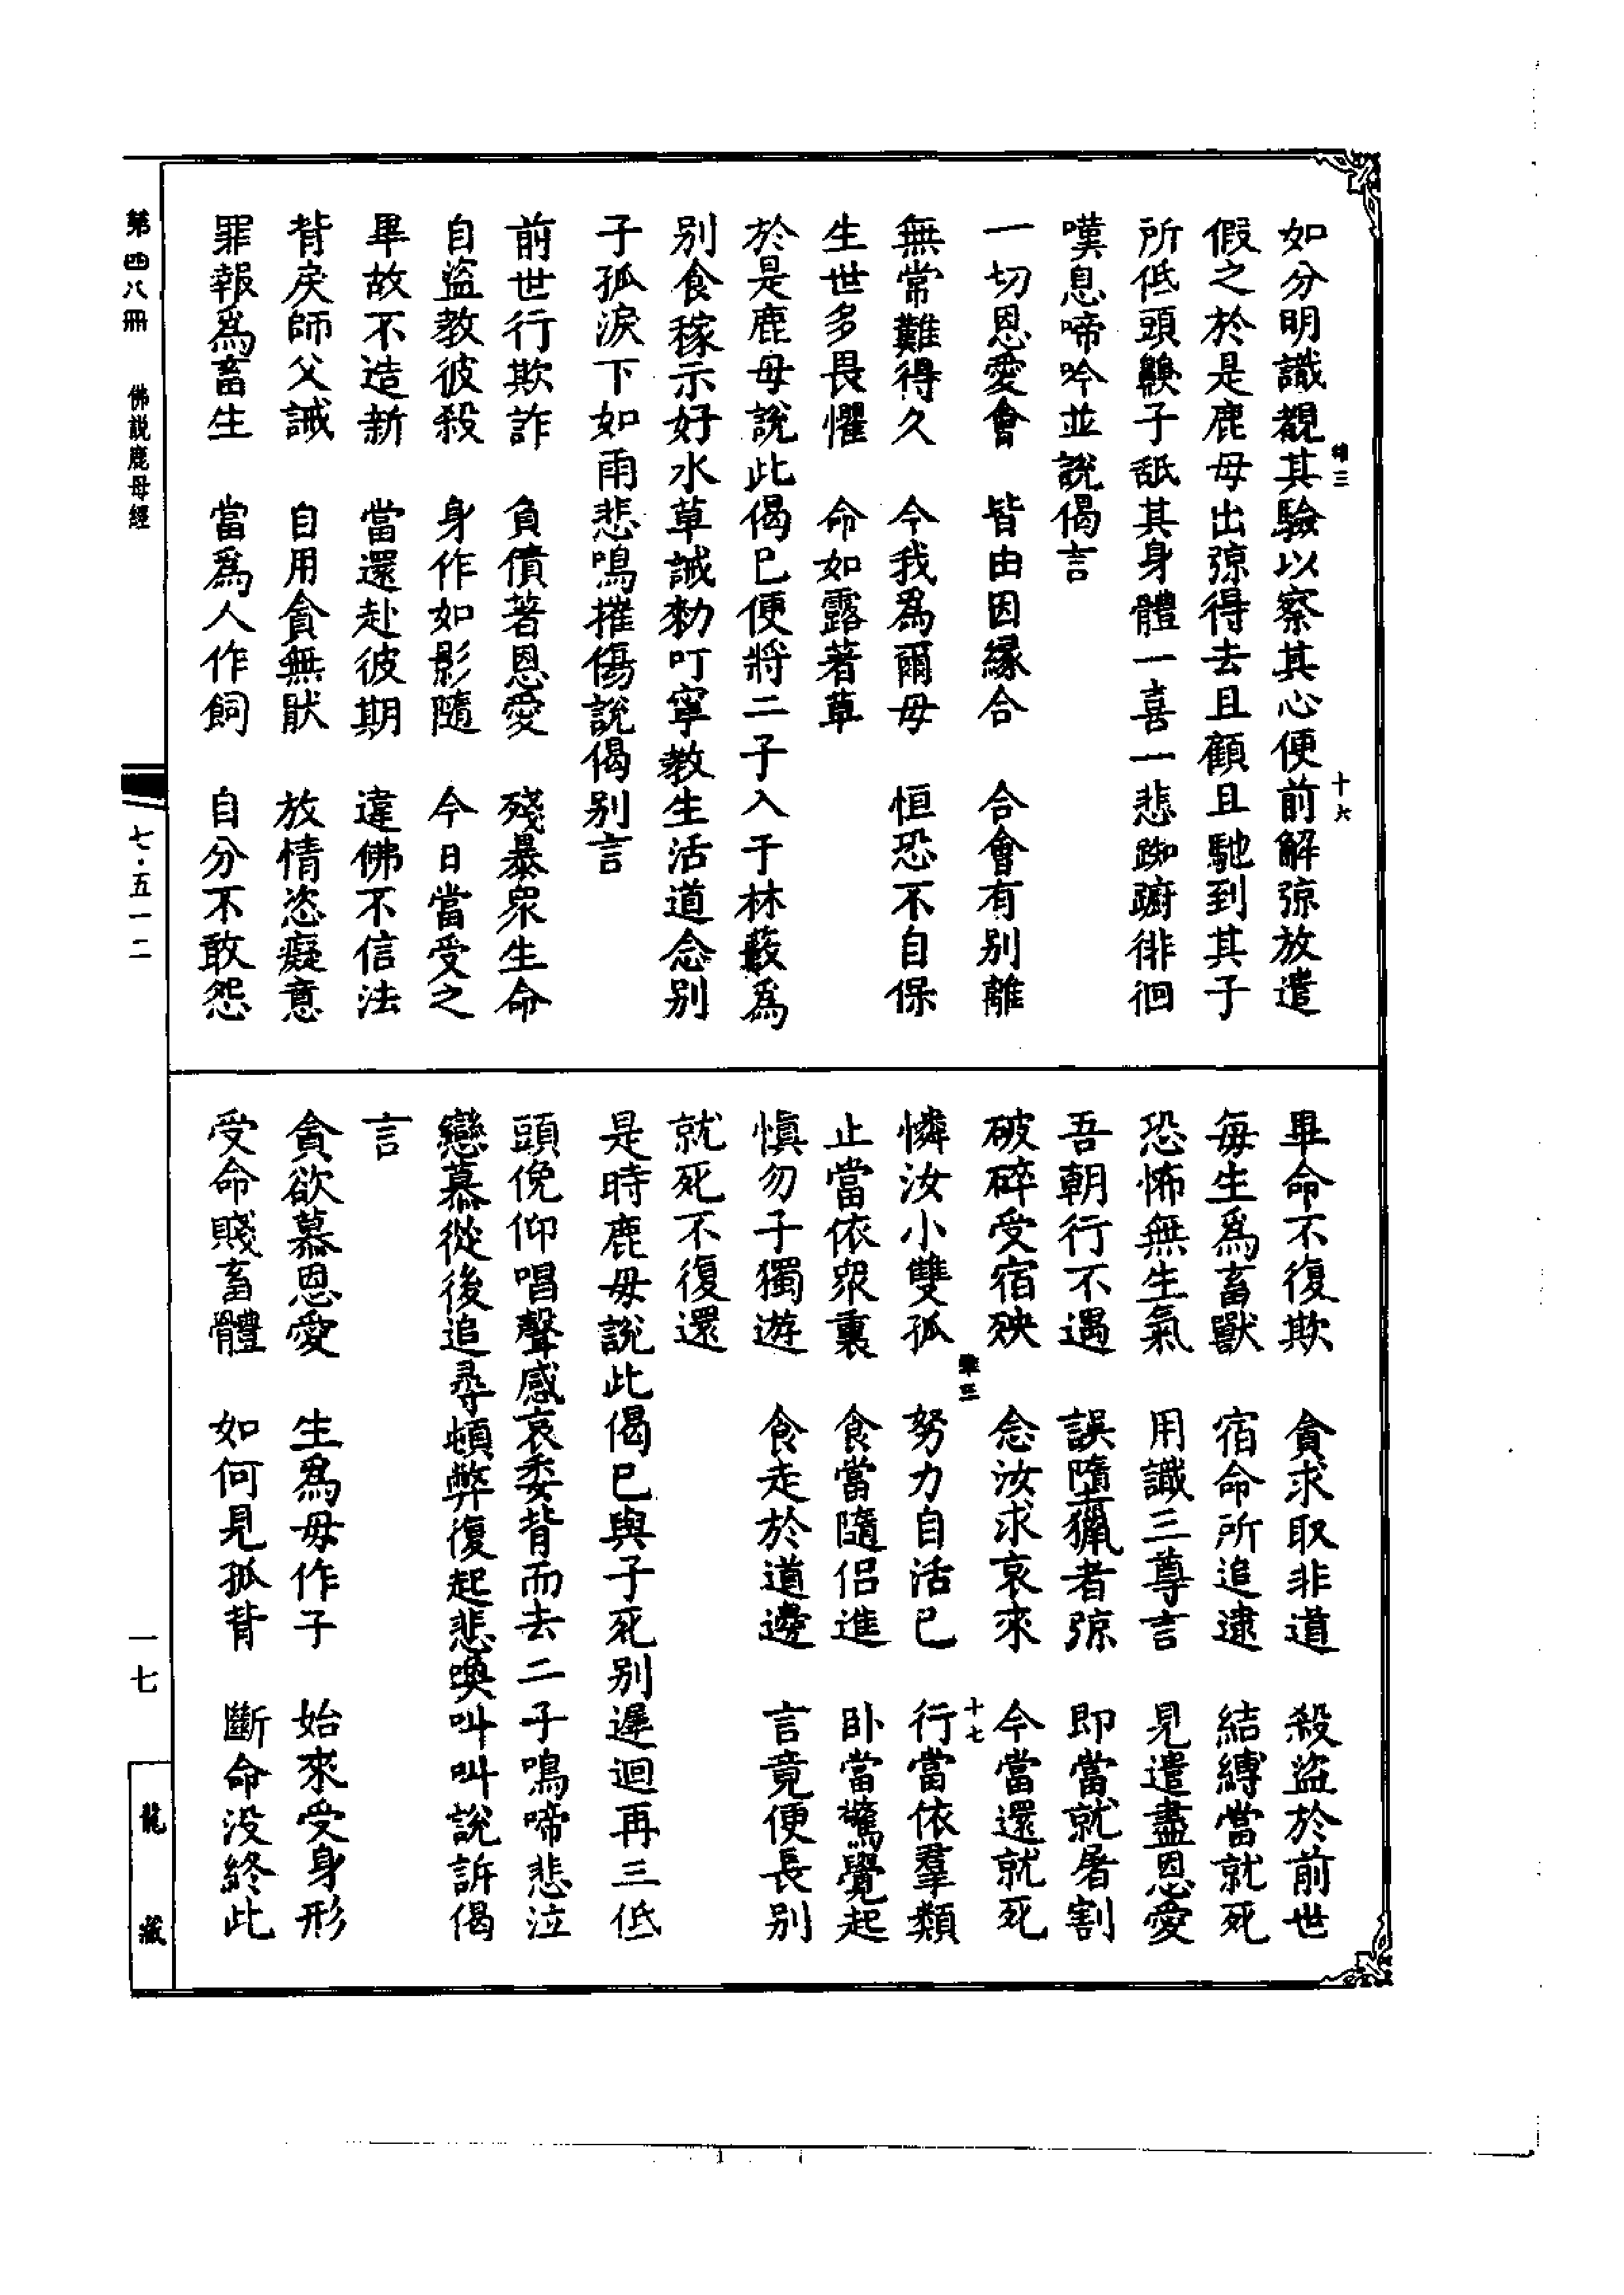 如分明識覩其驗以察其心便前解弶放遣
假之於是鹿母出弶得去且顧且馳到其子
所低頭齅子舐其身體一喜一悲踟躕徘徊
嘆息啼吟並說偈言
一切恩愛會　皆由因緣合　合會有别離
無常難得久　今我爲爾母　恒恐不自保
生世多畏懼　命如露著草
於是鹿母說此偈已便將二子入于林藪爲
别食稼示好水草誡勑叮寧教生活道念别
子孤淚下如雨悲鳴摧傷說偈别言
前世行欺詐　負債著恩愛　殘暴衆生命
自盜教彼殺　身作如影隨　今日當受之
畢故不造新　當還赴彼期　違佛不信法
背戾師父誡　自用貪無猒　放情恣癡意
罪報爲畜生　當爲人作飼　自分不敢怨
十六
畢命不復欺　貪求取非道　殺盜於前世
每生爲畜獸　宿命所追逮　結縛當就死
恐怖無生氣　用識三尊言　見遣盡恩愛
吾朝行不遇　誤墮獵者弶　即當就屠割
破碎受宿殃　念汝求哀來　今當還就死
憐汝小雙孤　努力自活已　行當依羣類
止當依衆裏　食當隨侶進　卧當驚覺起
慎勿子獨遊　食走於道邊　言竟便長别
就死不復還
是時鹿母說此偈已與子死别遲迴再三低
頭俛仰唱聲感哀委背而去二子鳴啼悲泣
戀慕從後追尋頓弊復起悲喚叫叫說訴偈
言
貪欲慕恩愛　生爲母作子　始來受身形
受命賤畜體　如何見孤背　斷命没終此
十七
第四八冊　佛説鹿母經
七·五一二
一七
龍藏